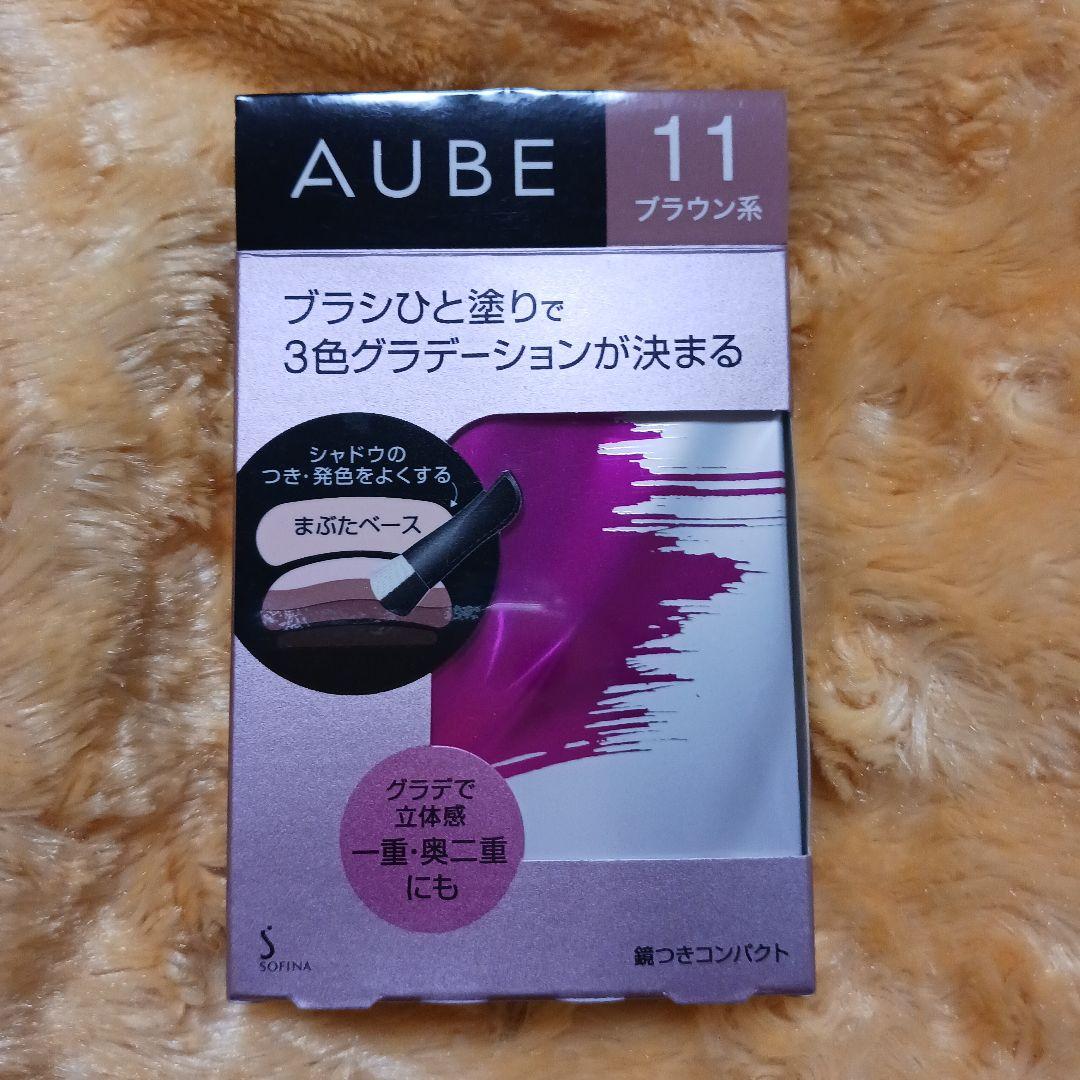 AUBE
11
ブラウン系
ブラシひと塗りで
3色グラデーションが決まる
シャドウの
つき・発色をよくする
まぶたベース
グラデで
立体感
一重・奥二重
にも
SOFINA
鏡つきコンパクト